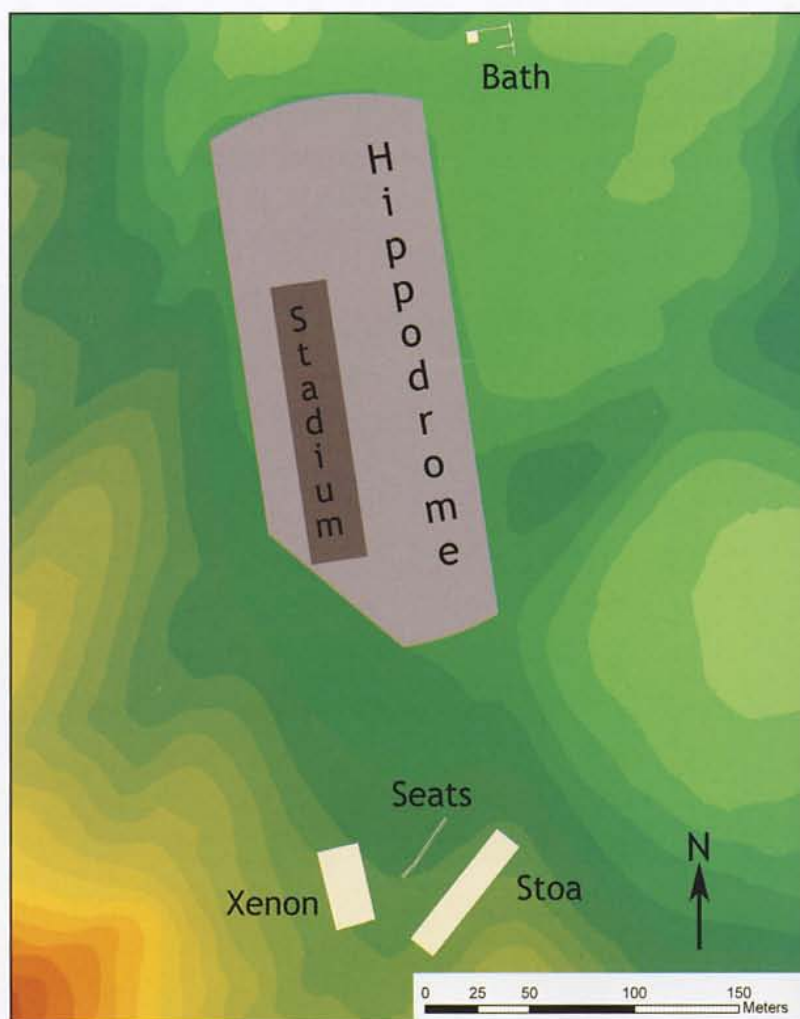 Bath
Hippodrome
Stadium
Seats
Xenon
Stoa
N
0 25 50 100 150
Meters